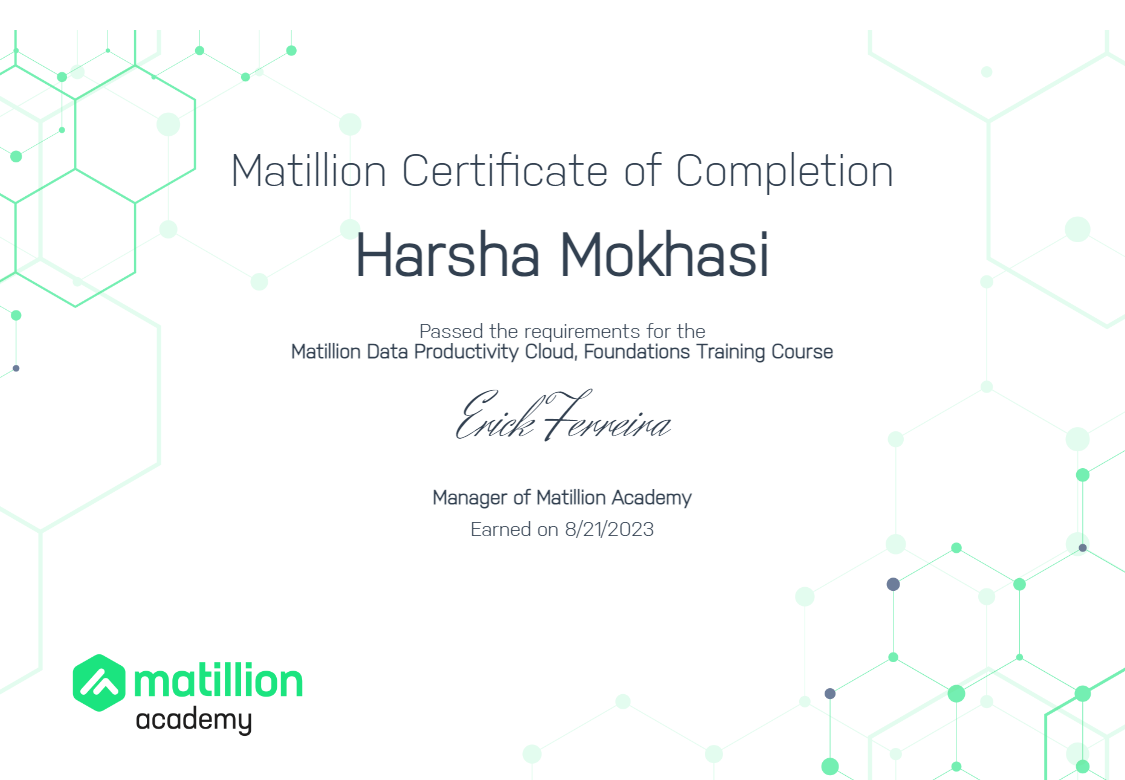 Matillion Certificate of Completion
Harsha Mokhasi
Passed the requirements for the
Matillion Data Productivity Cloud, Foundations Training Course
Erick Ferreira
Manager of Matillion Academy
Earned on 8/21/2023
matillion
academy